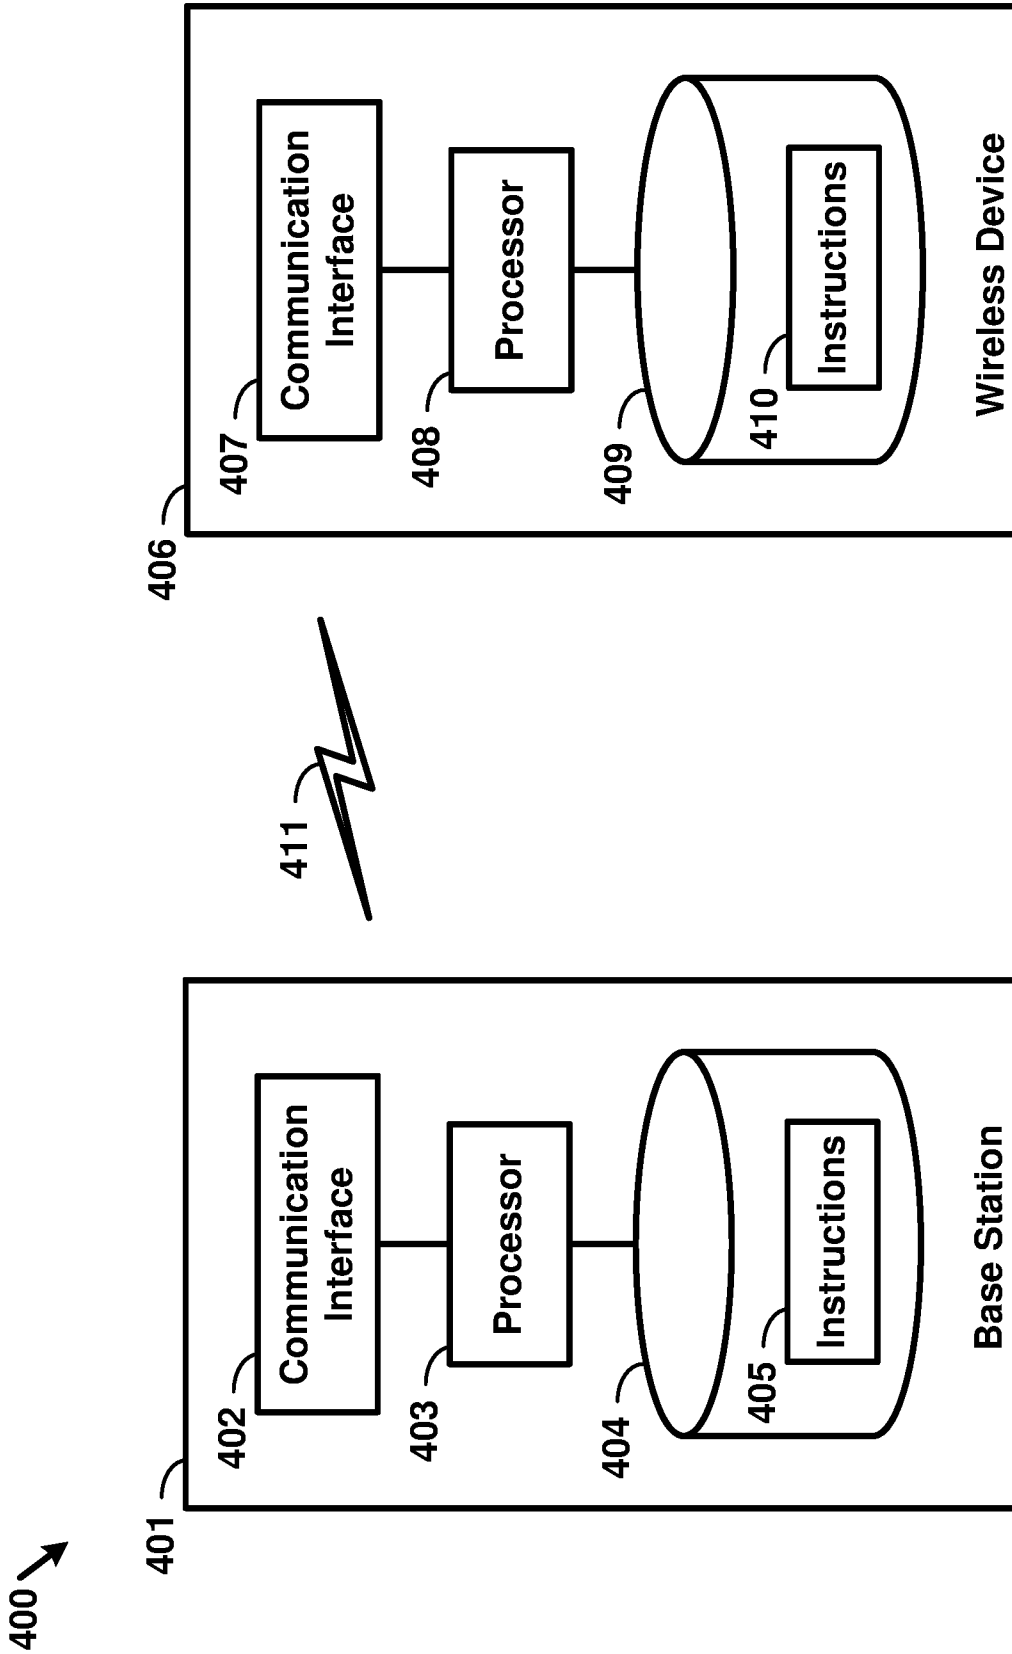 400
401
402
Communication
Interface
403
Processor
404
405
Instructions
Base Station
411
406
407
Communication
Interface
408
Processor
409
410
Instructions
Wireless Device